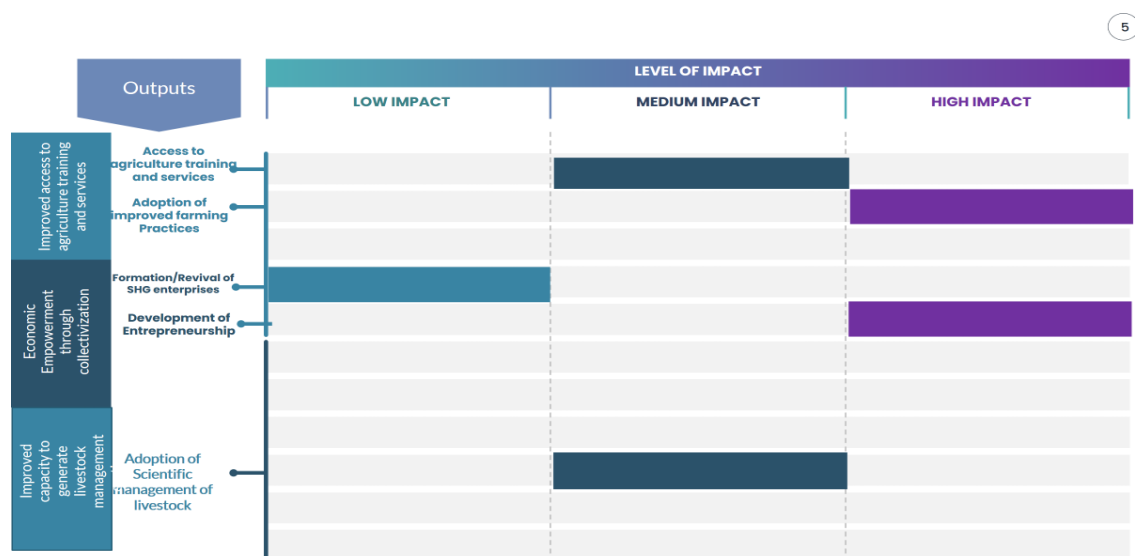 5
Outputs
LEVEL OF IMPACT
LOW IMPACT
MEDIUM IMPACT
HIGH IMPACT
Improved access to
agriculture training
and services
Access to
agriculture training
and services
Adoption of
improved farming
Practices
Economic
Empowerment
through
collectivization
Formation/Revival of
SHG enterprises
Development of
Entrepreneurship
Improved
capacity to
generate
livestock
management
Adoption of
Scientific
management of
livestock